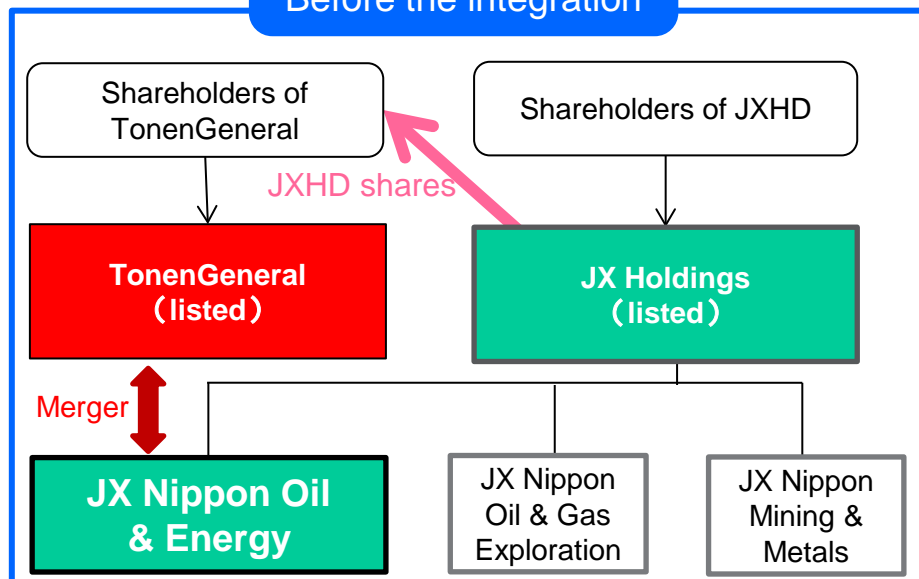 Before the integration
Shareholders of
TonenGeneral
Shareholders of JXHD
JXHD shares
TonenGeneral
（listed）
JX Holdings
（listed）
Merger
JX Nippon Oil
& Energy
JX Nippon
Oil & Gas
Exploration
JX Nippon
Mining &
Metals